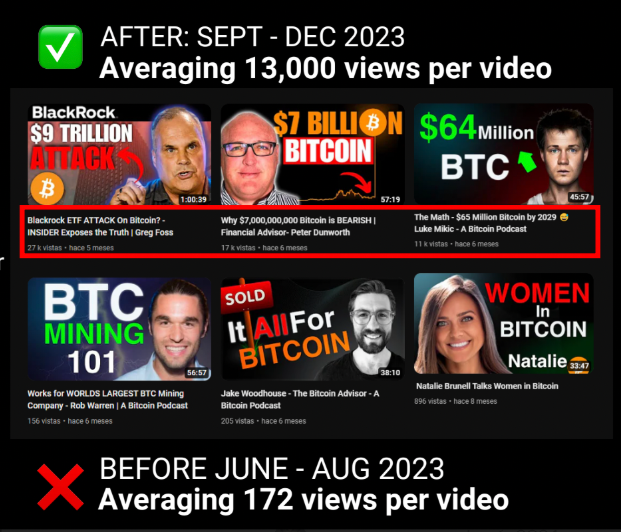 AFTER: SEPT - DEC 2023
Averaging 13,000 views per video
BlackRock
$9 TRILLION
ATTACK
1:00:39
$7 BILLION
BITCOIN
57:19
$64 Million
BTC
45:57
Blackrock ETF ATTACK On Bitcoin? -
INSIDER Exposes the Truth | Greg Foss
27 k vistas • hace 5 meses
Why $7,000,000,000 Bitcoin is BEARISH |
Financial Advisor- Peter Dunworth
17 k vistas • hace 6 meses
The Math - $65 Million Bitcoin by 2029 😅
Luke Mikic - A Bitcoin Podcast
11 k vistas • hace 6 meses
r
BTC
MINING
101
56:57
SOLD
It All For
BITCOIN
38:10
WOMEN
In
BITCOIN
Natalie
33:47
Works for WORLDS LARGEST BTC Mining
Company - Rob Warren | A Bitcoin Podcast
156 vistas • hace 6 meses
Jake Woodhouse - The Bitcoin Advisor - A
Bitcoin Podcast
205 vistas • hace 6 meses
Natalie Brunell Talks Women in Bitcoin
896 vistas • hace 8 meses
BEFORE JUNE - AUG 2023
Averaging 172 views per video